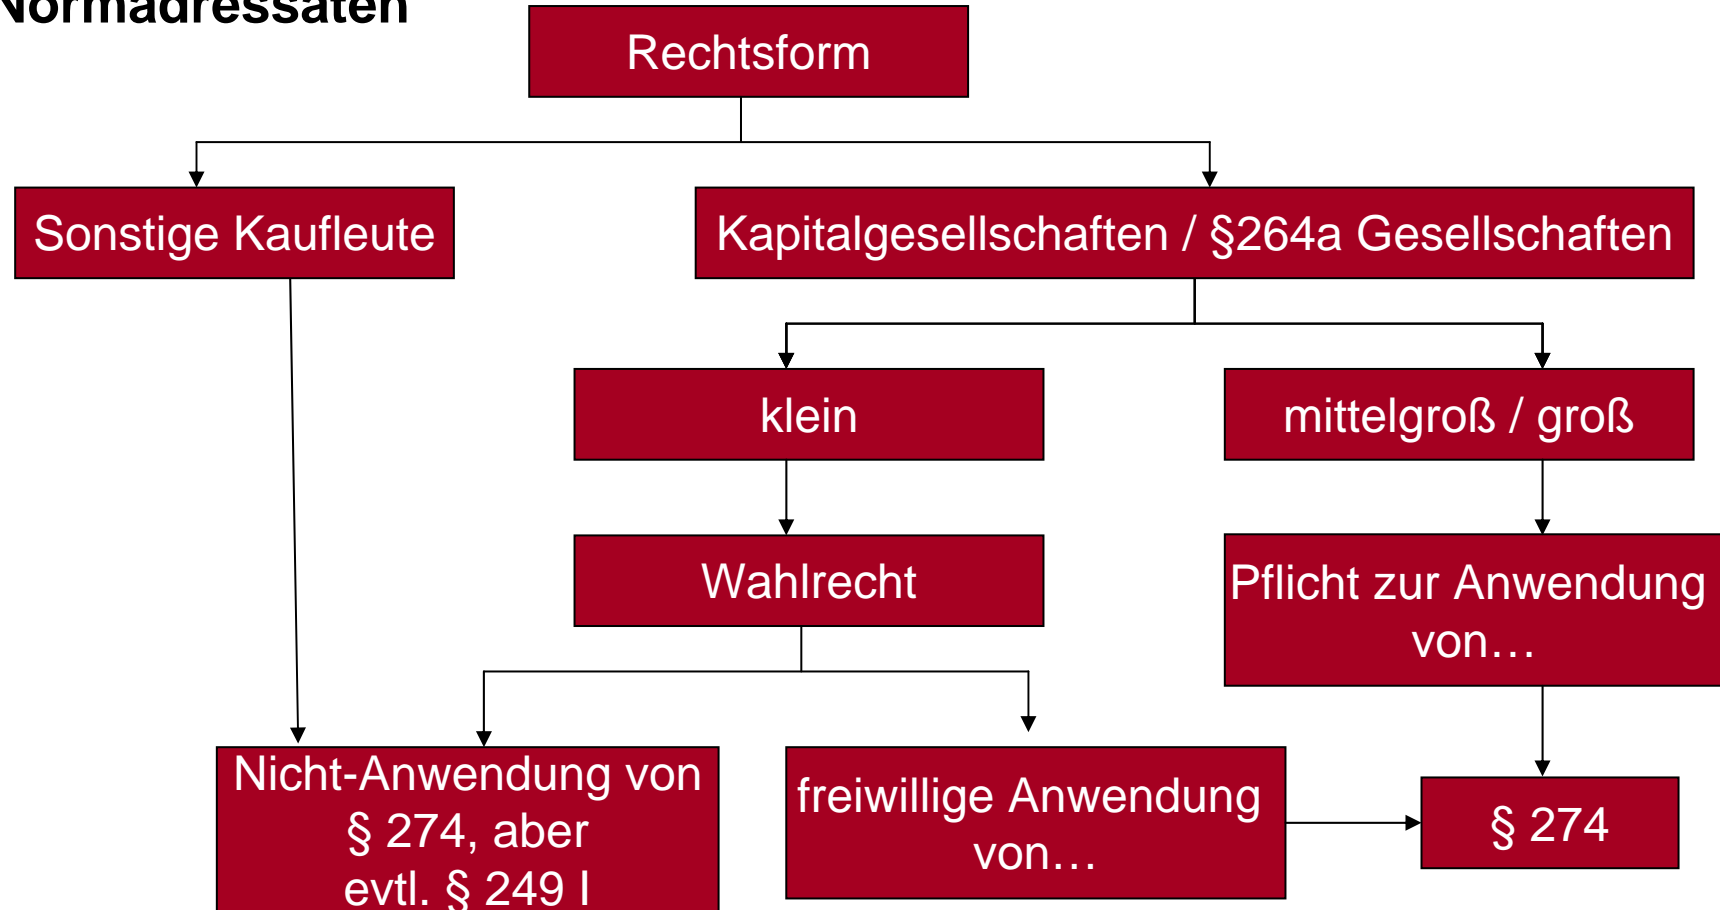 Normadressaten
Rechtsform
Sonstige Kaufleute
Kapitalgesellschaften / §264a Gesellschaften
klein
mittelgroß / groß
Wahlrecht
Pflicht zur Anwendung
von…
Nicht-Anwendung von
§ 274, aber
evtl. § 249 I
freiwillige Anwendung
von…
§ 274